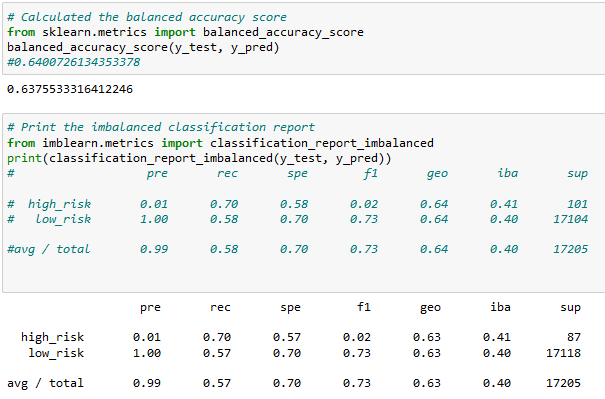 # Calculated the balanced accuracy score
from sklearn.metrics import balanced_accuracy_score
balanced_accuracy_score(y_test, y_pred)
#0.6400726134353378
0.6375533316412246
# Print the imbalanced classification report
from imblearn.metrics import classification_report_imbalanced
print(classification_report_imbalanced(y_test, y_pred))
# pre rec spe f1 geo iba sup
# high_risk 0.01 0.70 0.58 0.02 0.64 0.41 101
# low_risk 1.00 0.58 0.70 0.73 0.64 0.40 17104
#avg / total 0.99 0.58 0.70 0.73 0.64 0.40 17205
pre rec spe f1 geo iba sup
high_risk 0.01 0.70 0.57 0.02 0.63 0.41 87
low_risk 1.00 0.57 0.70 0.73 0.63 0.40 17118
avg / total 0.99 0.57 0.70 0.73 0.63 0.40 17205